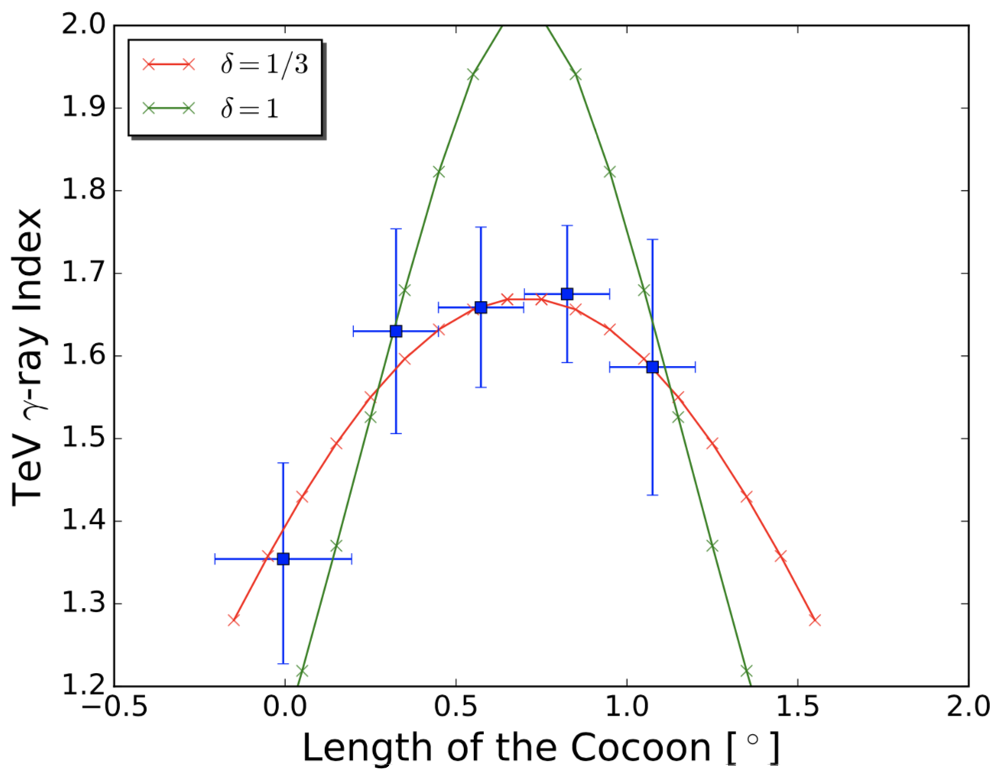 2.0
1.9
1.8
1.7
1.6
1.5
1.4
1.3
1.2
−0.5 0.0 0.5 1.0 1.5 2.0
δ = 1/3
δ = 1
TeV γ-ray Index
Length of the Cocoon [°]